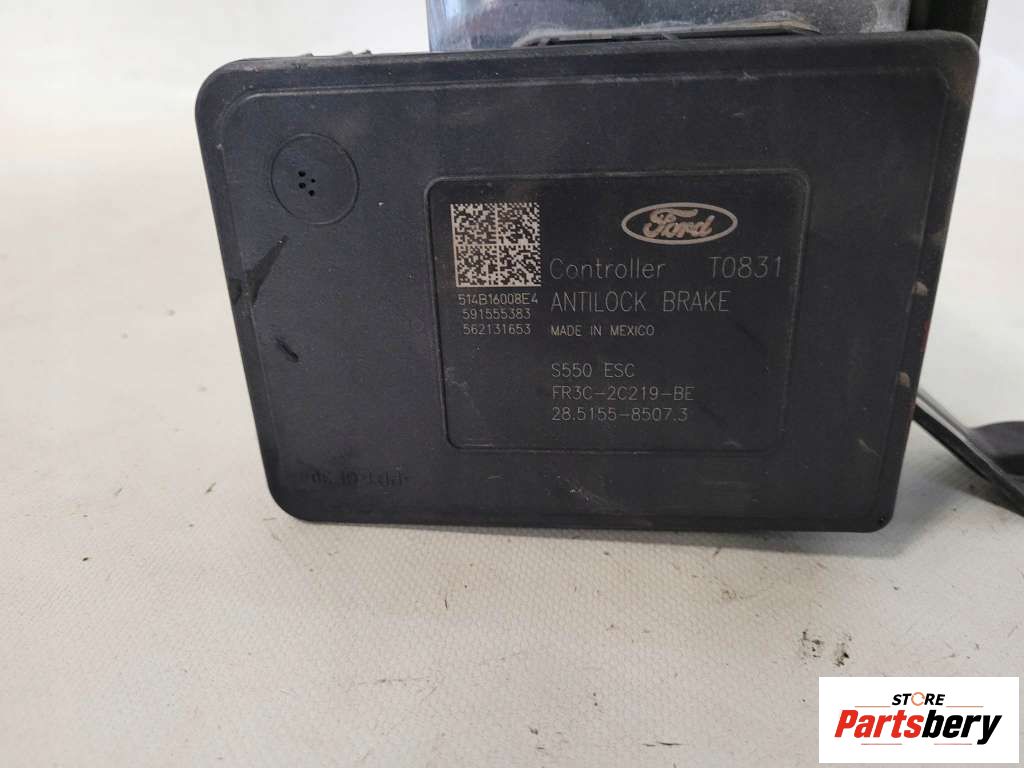 Ford
Controller T0831
ANTILOCK BRAKE
MADE IN MEXICO
514B16008E4
591555383
562131653
S550 ESC
FR3C-2C219-BE
28.5155-8507.3
STORE
Partsbery